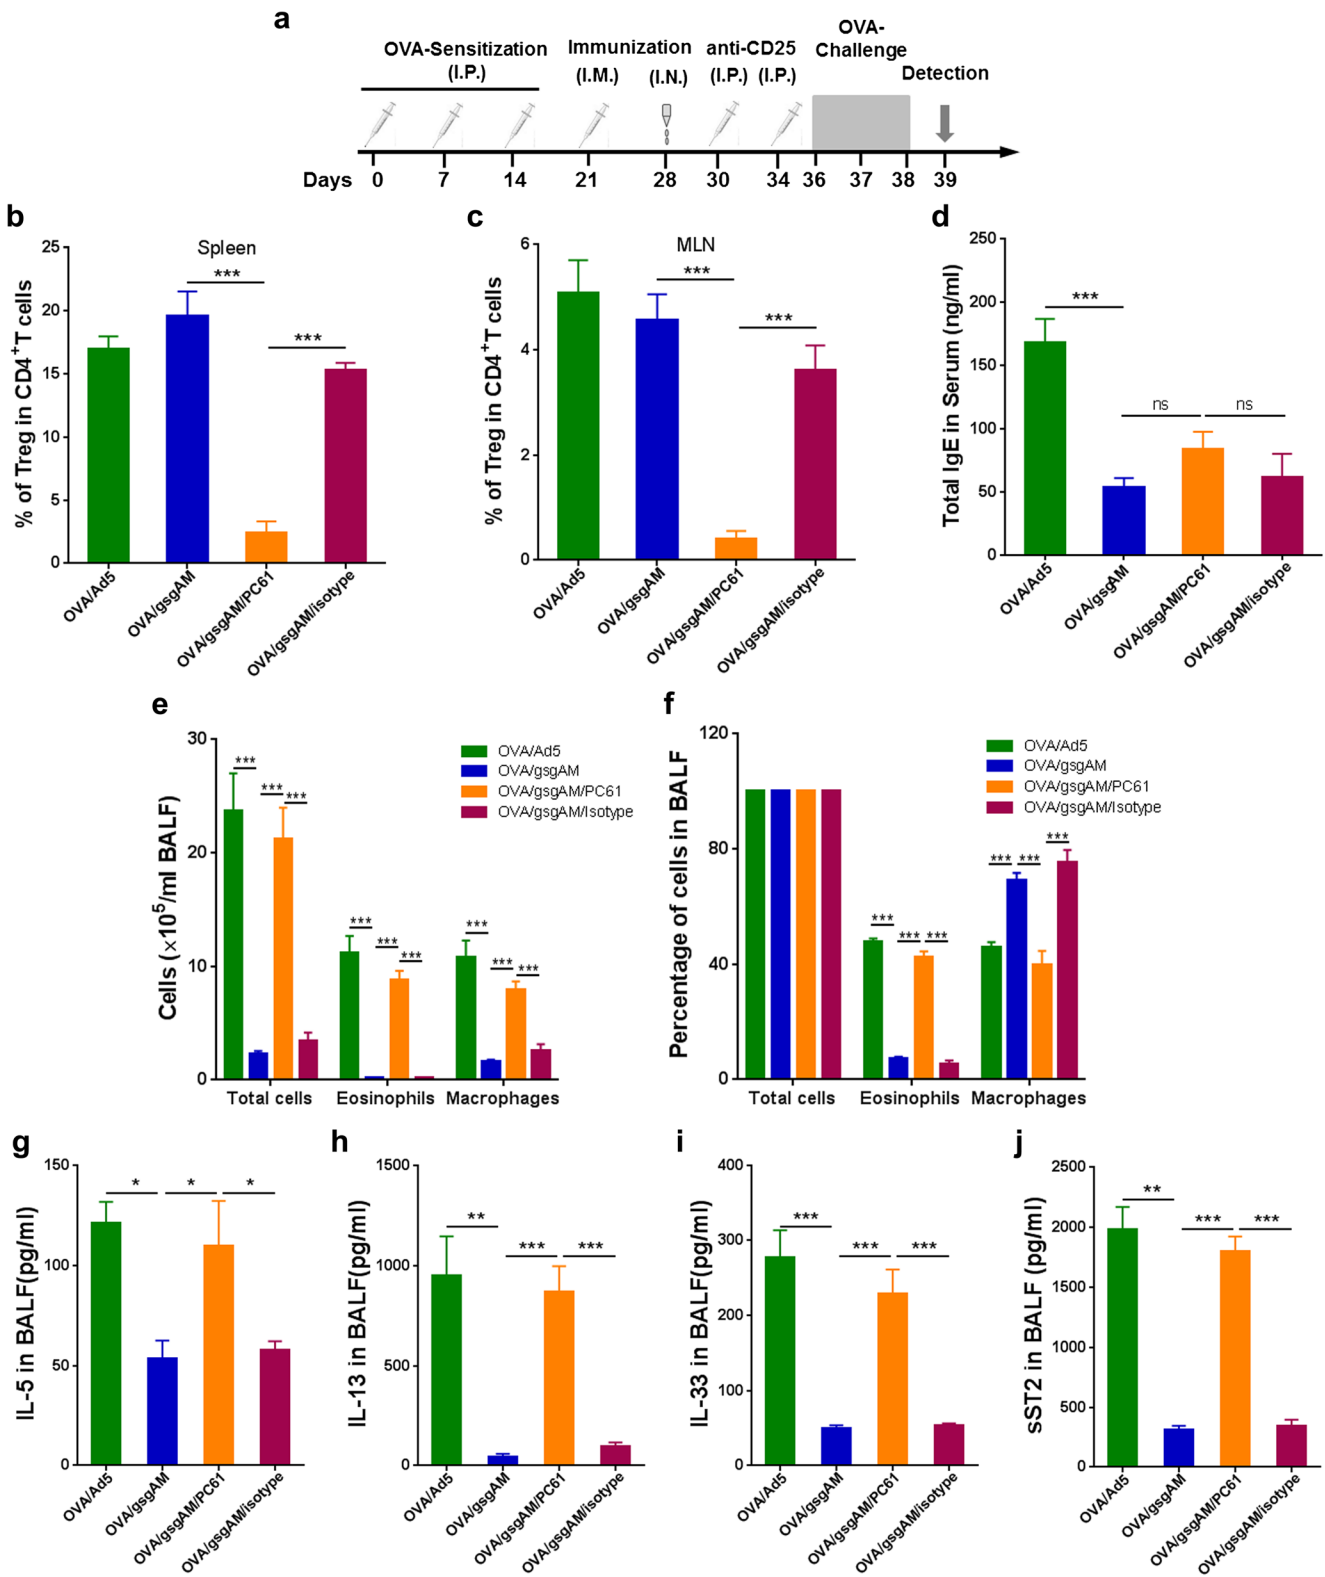 a
OVA-Sensitization
(I.P.)
Immunization
(I.M.) (I.N.)
anti-CD25
(I.P.) (I.P.)
OVA-
Challenge
Detection
Days 0 7 14 21 28 30 34 36 37 38 39
b
Spleen
% of Treg in CD4+T cells
25
20
15
10
5
0
***
***
OVA/Ad5
OVA/gsgAM
OVA/gsgAM/PC61
OVA/gsgAM/isotype
c
MLN
% of Treg in CD4+T cells
6
4
2
0
***
***
OVA/Ad5
OVA/gsgAM
OVA/gsgAM/PC61
OVA/gsgAM/isotype
d
Total IgE in Serum (ng/ml)
250
200
150
100
50
0
***
ns
ns
OVA/Ad5
OVA/gsgAM
OVA/gsgAM/PC61
OVA/gsgAM/isotype
e
Cells (×10⁵/ml BALF)
30
20
10
0
OVA/Ad5
OVA/gsgAM
OVA/gsgAM/PC61
OVA/gsgAM/Isotype
*** *** ***
*** *** ***
*** *** ***
Total cells Eosinophils Macrophages
f
Percentage of cells in BALF
120
80
40
0
OVA/Ad5
OVA/gsgAM
OVA/gsgAM/PC61
OVA/gsgAM/Isotype
*** *** ***
*** *** ***
Total cells Eosinophils Macrophages
g
IL-5 in BALF(pg/ml)
150
100
50
0
* * *
OVA/Ad5
OVA/gsgAM
OVA/gsgAM/PC61
OVA/gsgAM/isotype
h
IL-13 in BALF(pg/ml)
1500
1000
500
0
** *** ***
OVA/Ad5
OVA/gsgAM
OVA/gsgAM/PC61
OVA/gsgAM/isotype
i
IL-33 in BALF(pg/ml)
400
300
200
100
0
*** *** ***
OVA/Ad5
OVA/gsgAM
OVA/gsgAM/PC61
OVA/gsgAM/isotype
j
sST2 in BALF (pg/ml)
2500
2000
1500
1000
500
0
** *** ***
OVA/Ad5
OVA/gsgAM
OVA/gsgAM/PC61
OVA/gsgAM/isotype